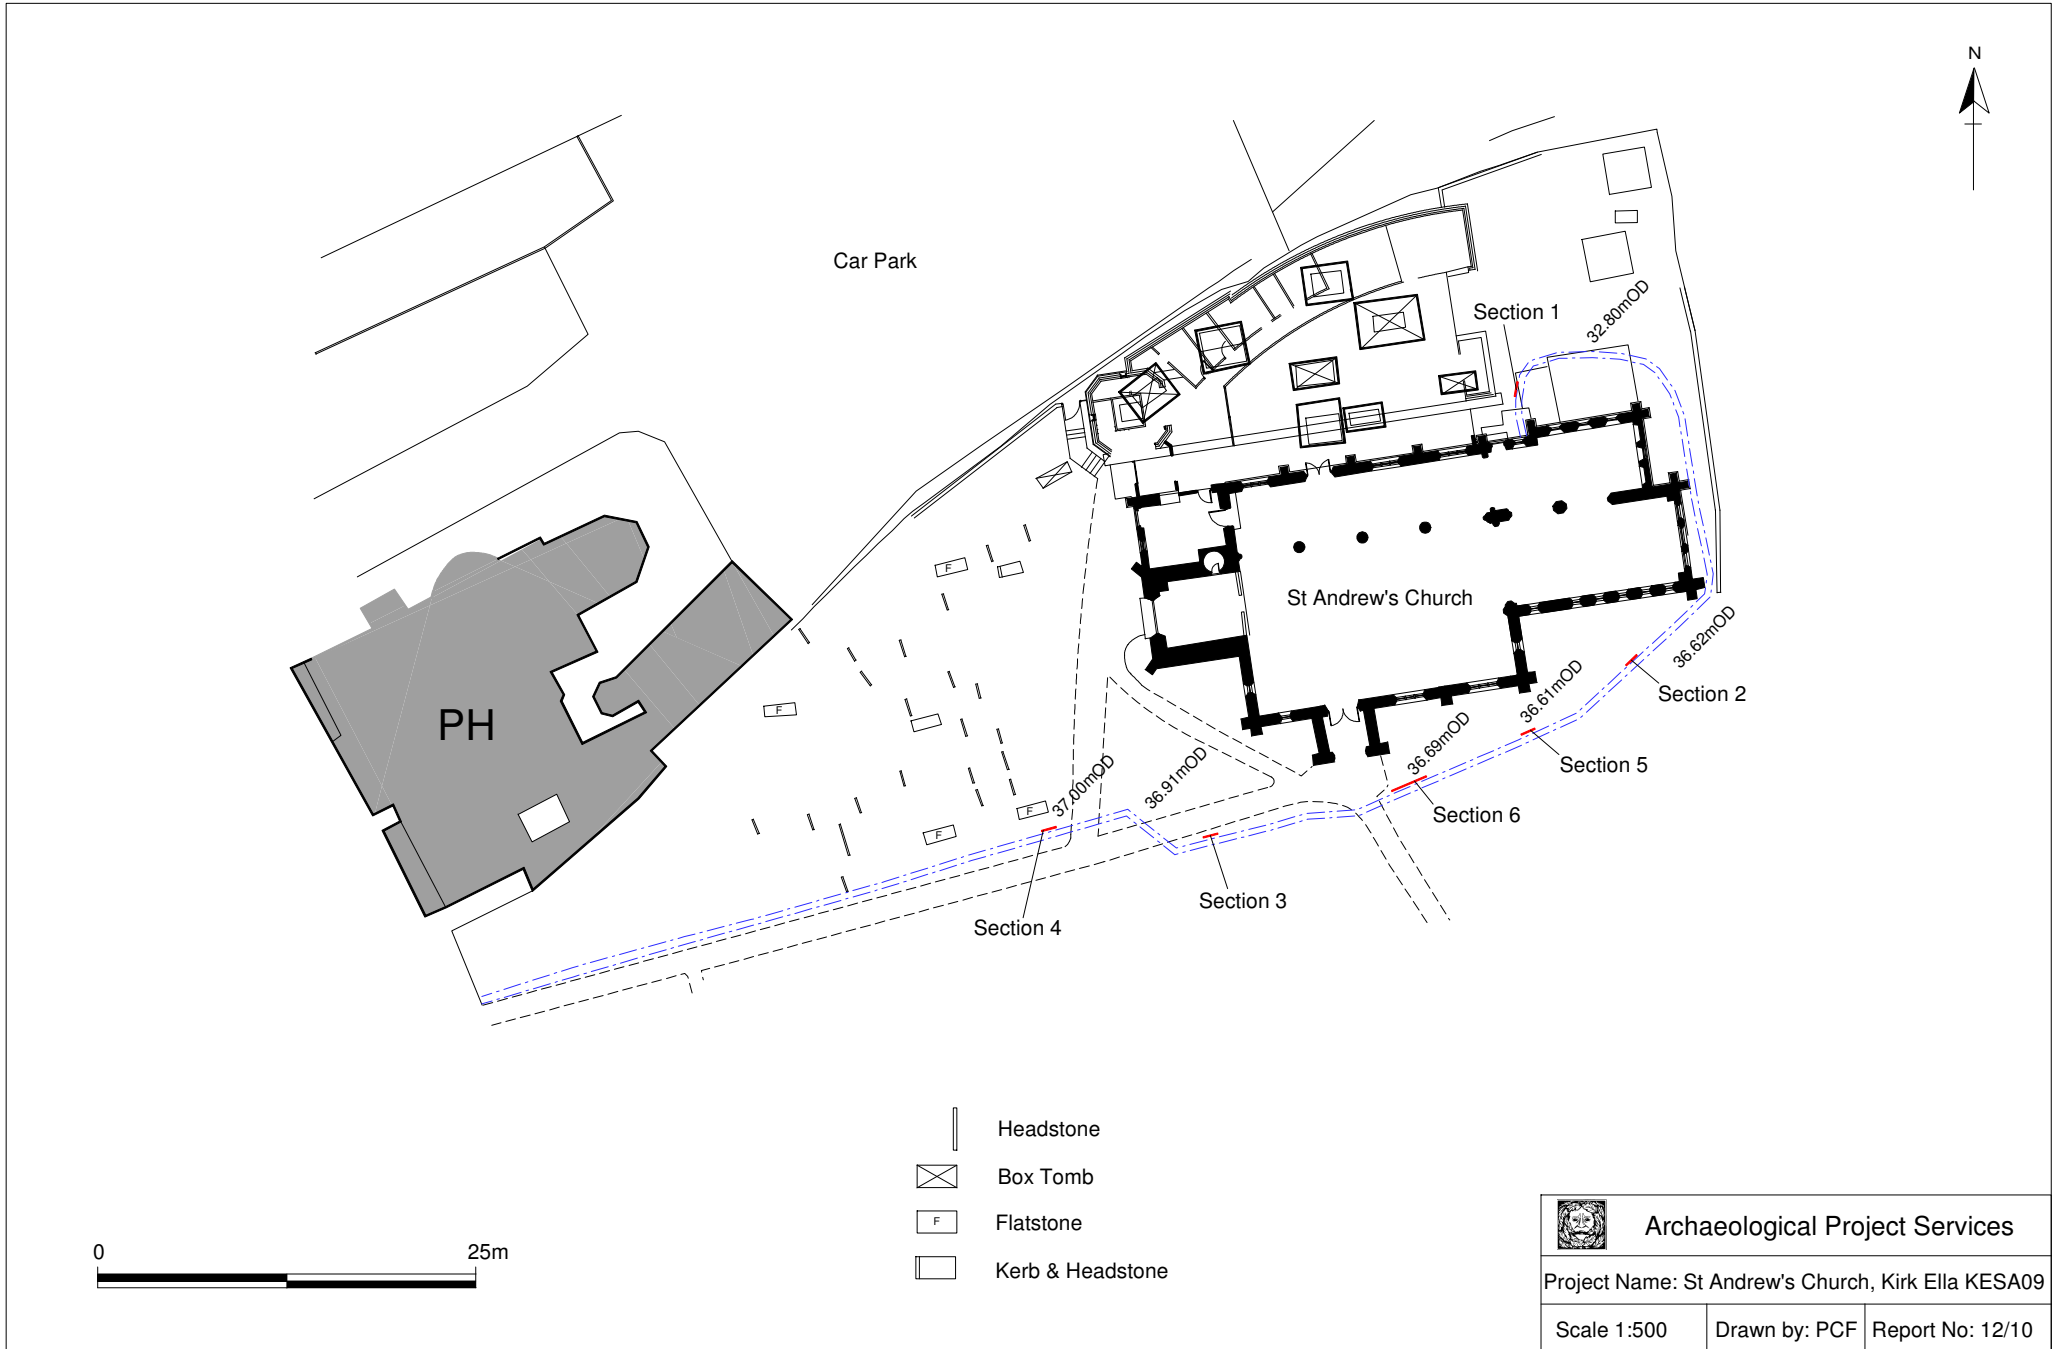 N
Car Park
Section 1
32.80mOD
St Andrew's Church
36.62mOD
Section 2
36.61mOD
Section 5
36.69mOD
Section 6
36.91mOD
37.00mOD
Section 3
Section 4
PH
F
F
F
F
Headstone
Box Tomb
F
Flatstone
Kerb & Headstone
0
25m
Archaeological Project Services
Project Name: St Andrew's Church, Kirk Ella KESA09
Scale 1:500
Drawn by: PCF
Report No: 12/10